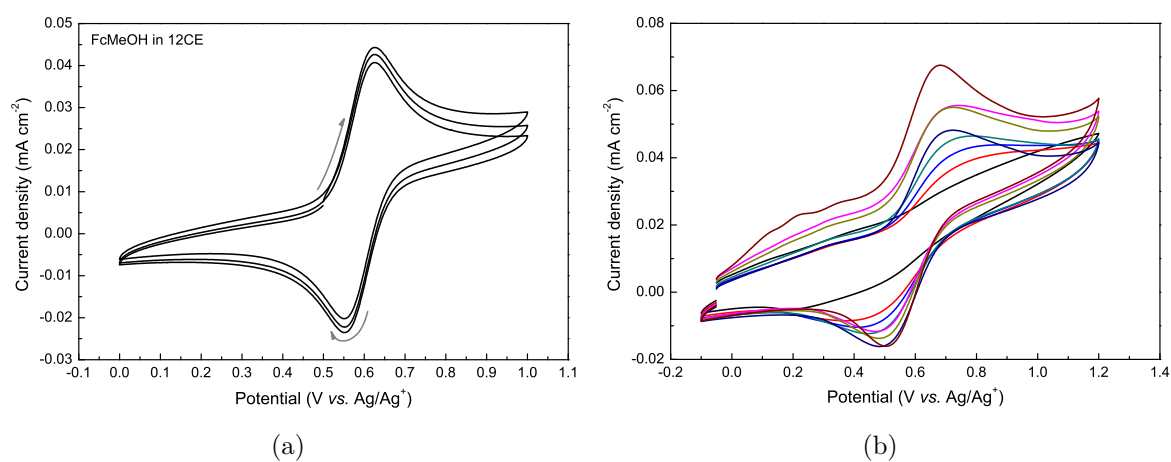 FcMeOH in 12CE
0.05
0.04
0.03
0.02
0.01
0.00
-0.01
-0.02
-0.03
Current density (mA cm⁻²)
-0.1 0.0 0.1 0.2 0.3 0.4 0.5 0.6 0.7 0.8 0.9 1.0 1.1
Potential (V vs. Ag/Ag⁺)
(a)
0.08
0.06
0.04
0.02
0.00
-0.02
Current density (mA cm⁻²)
-0.2 0.0 0.2 0.4 0.6 0.8 1.0 1.2 1.4
Potential (V vs. Ag/Ag⁺)
(b)